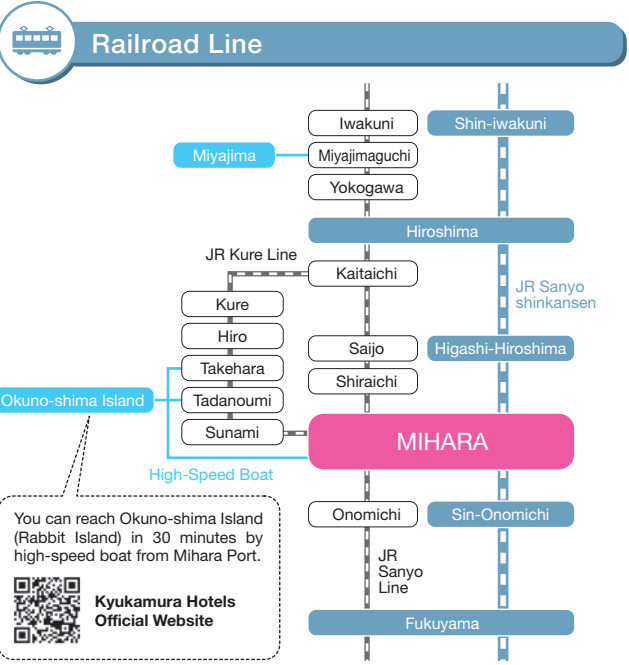 Railroad Line
Iwakuni
Shin-iwakuni
Miyajima
Miyajimaguchi
Yokogawa
Hiroshima
JR Kure Line
Kaitaichi
JR Sanyo
shinkansen
Kure
Hiro
Saijo
Higashi-Hiroshima
Takehara
Shiraichi
Okuno-shima Island
Tadanoumi
Sunami
MIHARA
High-Speed Boat
You can reach Okuno-shima Island
(Rabbit Island) in 30 minutes by
high-speed boat from Mihara Port.
Kyukamura Hotels
Official Website
Onomichi
Sin-Onomichi
JR
Sanyo
Line
Fukuyama